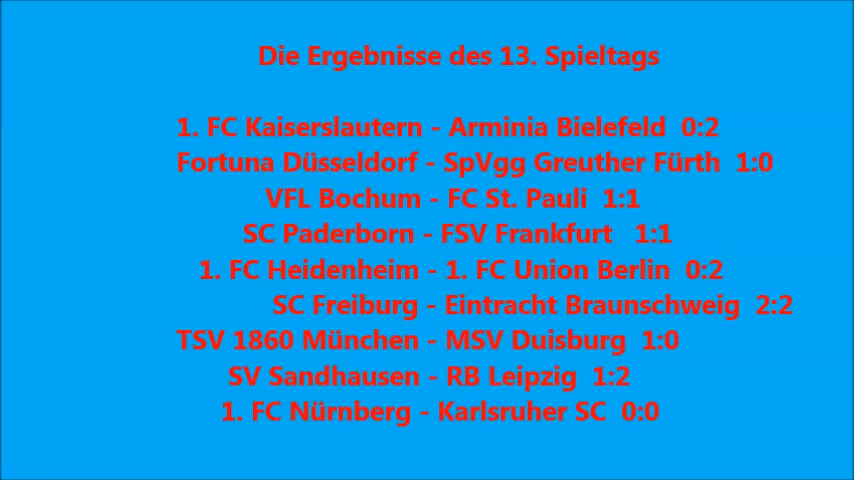 Die Ergebnisse des 13. Spieltags
1. FC Kaiserslautern - Arminia Bielefeld  0:2
Fortuna Düsseldorf - SpVgg Greuther Fürth  1:0
VFL Bochum - FC St. Pauli  1:1
SC Paderborn - FSV Frankfurt   1:1
1. FC Heidenheim - 1. FC Union Berlin  0:2
SC Freiburg - Eintracht Braunschweig  2:2
TSV 1860 München - MSV Duisburg  1:0
SV Sandhausen - RB Leipzig  1:2
1. FC Nürnberg - Karlsruher SC  0:0